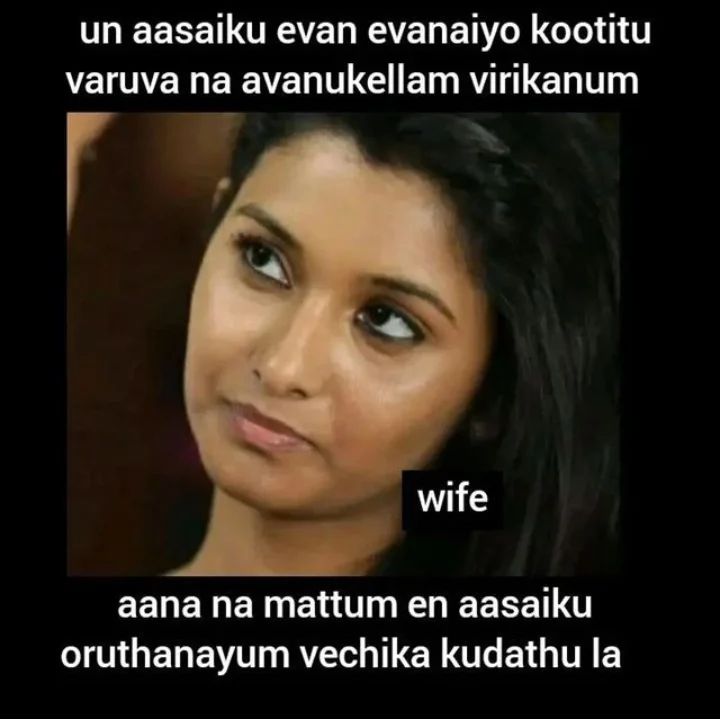 un aasaiku evan evanaiyo kootitu
varuva na avanukellam virikanum
wife
aana na mattum en aasaiku
oruthanayum vechika kudathu la